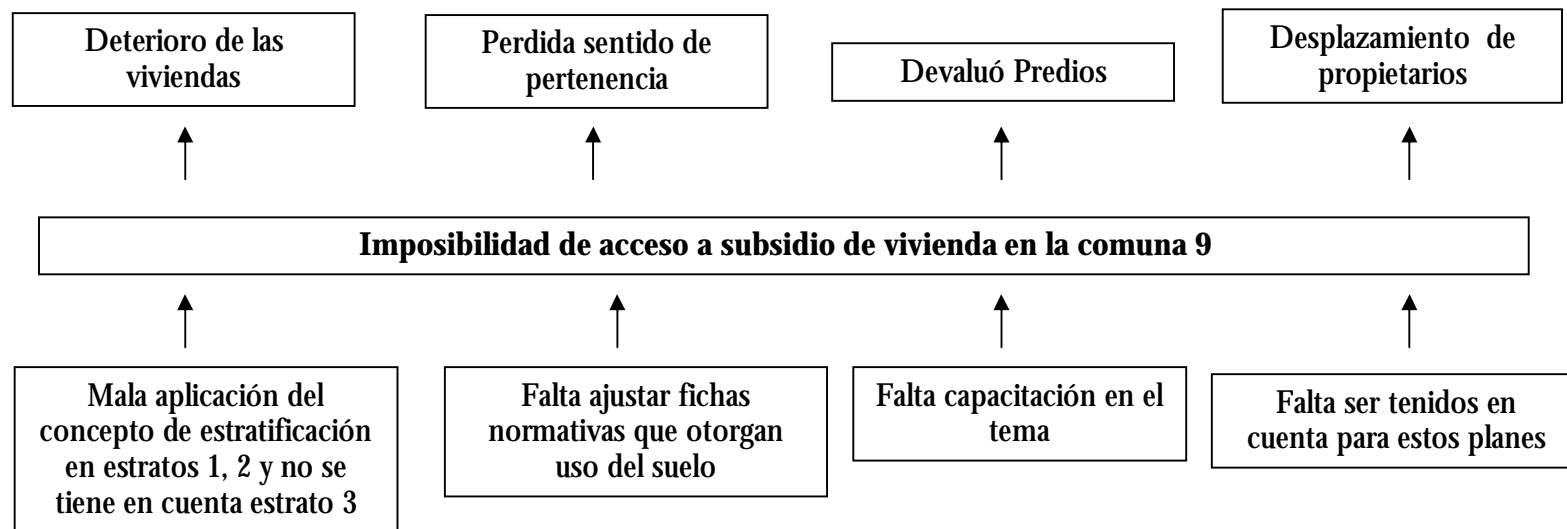 Deterioro de las
viviendas
Perdida sentido de
pertenencia
Devaluó Predios
Desplazamiento de
propietarios
Imposibilidad de acceso a subsidio de vivienda en la comuna 9
Mala aplicación del
concepto de estratificación
en estratos 1, 2 y no se
tiene en cuenta estrato 3
Falta ajustar fichas
normativas que otorgan
uso del suelo
Falta capacitación en el
tema
Falta ser tenidos en
cuenta para estos planes